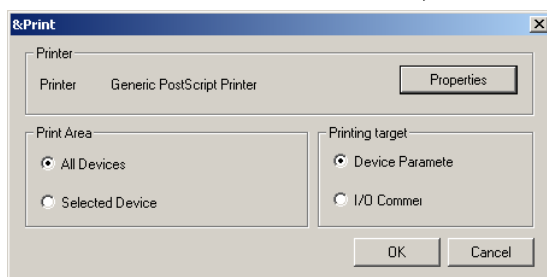 &Print
Printer
Printer Generic PostScript Printer Properties
Print Area
All Devices
Selected Device
Printing target
Device Paramete
I/O Commer
OK Cancel